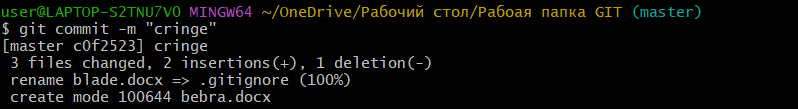 user@LAPTOP-S2TNU7V0 MINGW64 ~/OneDrive/Рабочий стол/Рабоая папка GIT (master)
$ git commit -m "cringe"
[master c0f2523] cringe
 3 files changed, 2 insertions(+), 1 deletion(-)
 rename blade.docx => .gitignore (100%)
 create mode 100644 bebra.docx